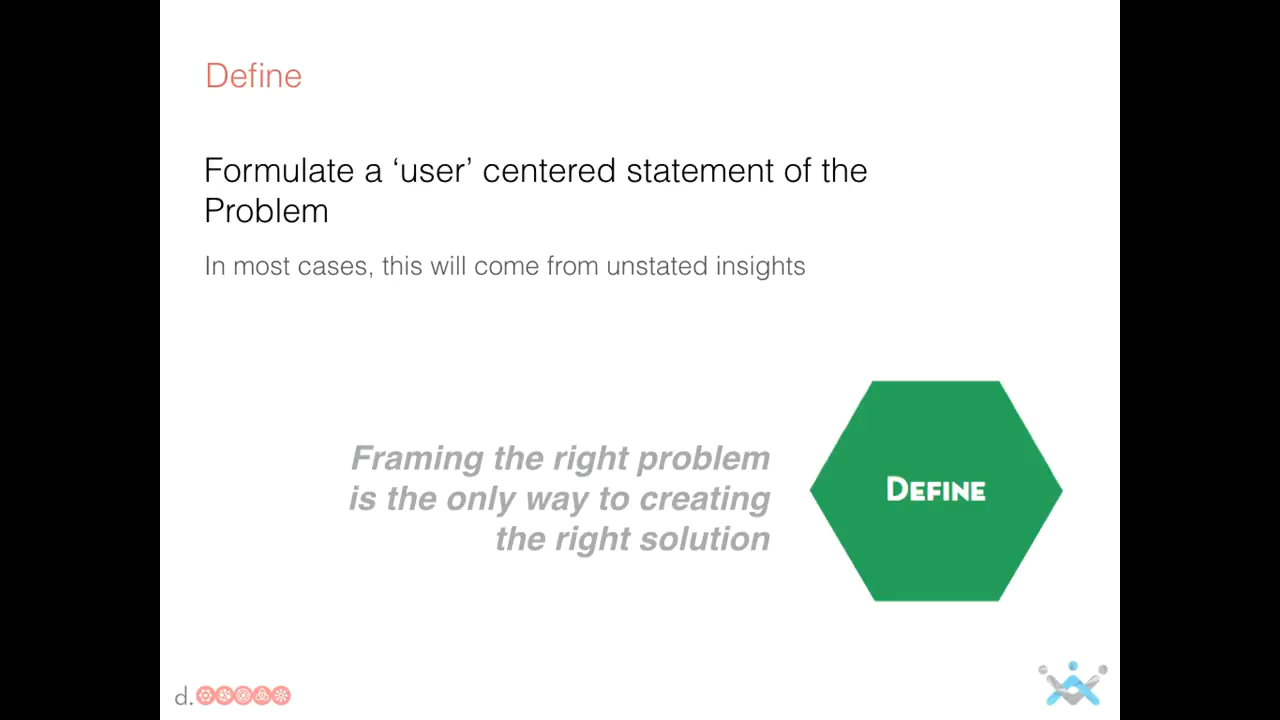 Define
Formulate a ‘user’ centered statement of the
Problem
In most cases, this will come from unstated insights
Framing the right problem
is the only way to creating
the right solution
DEFINE
d.